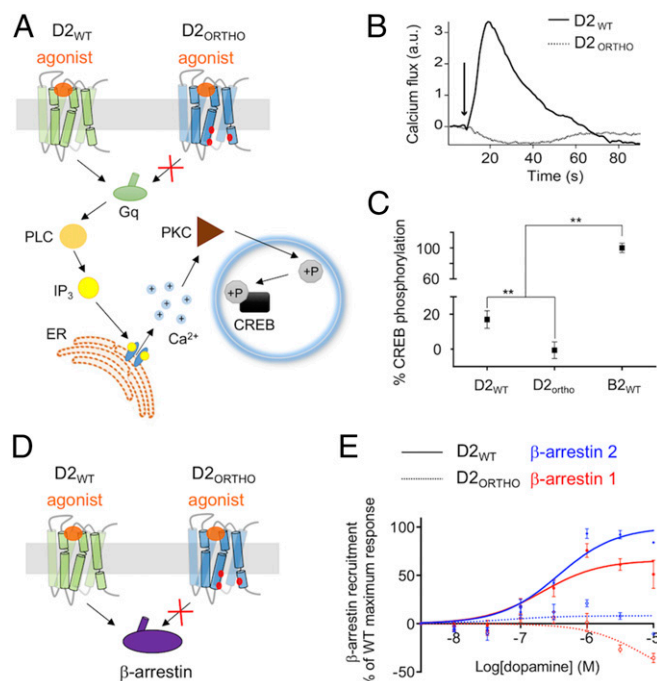 A
D2WT
D2ORTHO
agonist
agonist
Gq
PLC
PKC
IP3
+P
+P
CREB
ER
Ca2+
+
+
+
+
+
+
+
+
B
D2WT
D2ORTHO
Calcium flux (a.u.)
3
2
1
0
20
40
60
80
Time (s)
C
% CREB phosphorylation
**
**
100
60
20
0
D2WT
D2ortho
B2WT
D
D2WT
D2ORTHO
agonist
agonist
β-arrestin
E
D2WT
β-arrestin 2
D2ORTHO
β-arrestin 1
β-arrestin recruitment
% of WT maximum response
100
50
0
-50
-8
-7
-6
-5
Log[dopamine] (M)